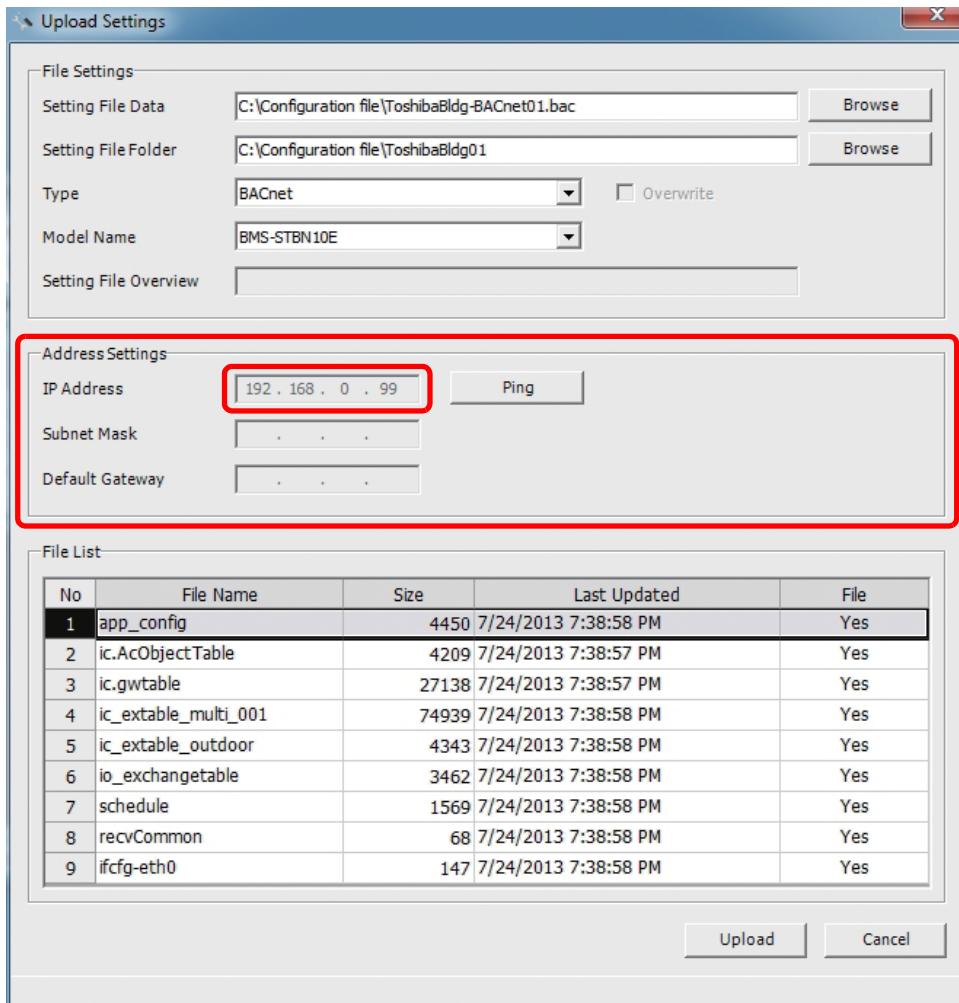 Upload Settings
x
File Settings
Setting File Data C:\Configuration file\ToshibaBldg-BACnet01.bac Browse
Setting File Folder C:\Configuration file\ToshibaBldg01 Browse
Type BACnet Overwrite
Model Name BMS-STBN10E
Setting File Overview
Address Settings
IP Address 192 . 168 . 0 . 99 Ping
Subnet Mask . . .
Default Gateway . . .
File List
No File Name Size Last Updated File
1 app_config 4450 7/24/2013 7:38:58 PM Yes
2 ic.AcObjectTable 4209 7/24/2013 7:38:57 PM Yes
3 ic.gwtable 27138 7/24/2013 7:38:57 PM Yes
4 ic_extable_multi_001 74939 7/24/2013 7:38:58 PM Yes
5 ic_extable_outdoor 4343 7/24/2013 7:38:58 PM Yes
6 io_exchangetable 3462 7/24/2013 7:38:58 PM Yes
7 schedule 1569 7/24/2013 7:38:58 PM Yes
8 recvCommon 68 7/24/2013 7:38:58 PM Yes
9 ifcfg-eth0 147 7/24/2013 7:38:58 PM Yes
Upload Cancel